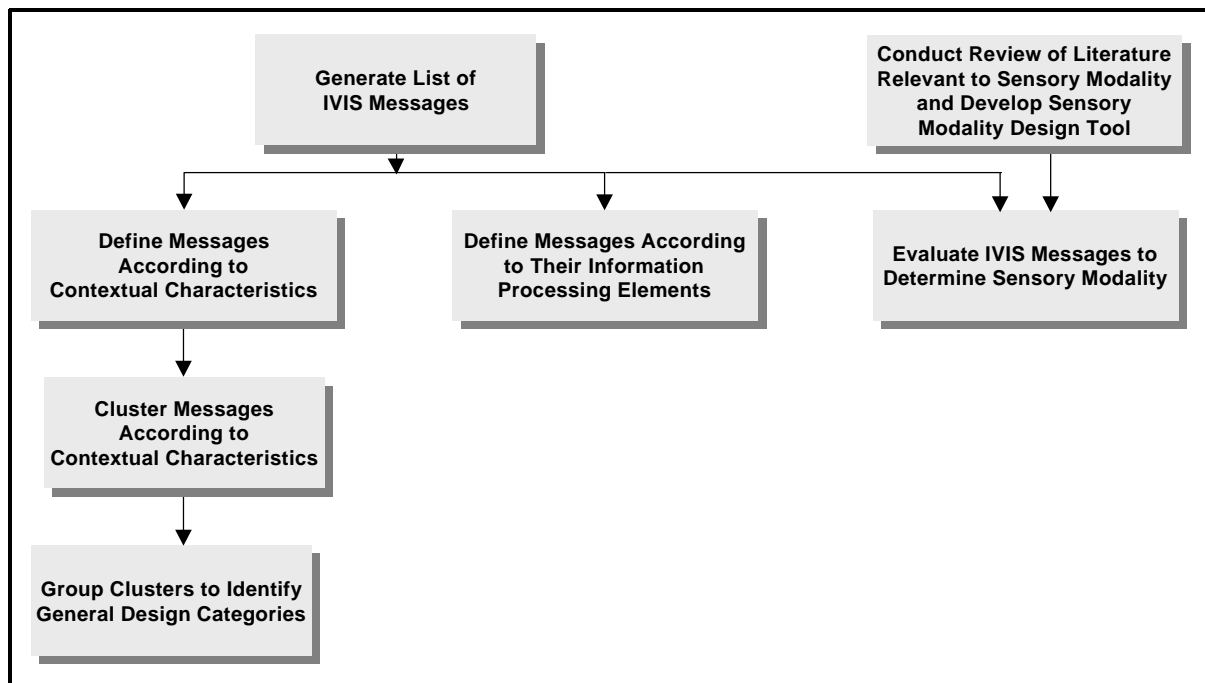 Generate List of
IVIS Messages
Conduct Review of Literature
Relevant to Sensory Modality
and Develop Sensory
Modality Design Tool
Define Messages
According to
Contextual Characteristics
Define Messages According
to Their Information
Processing Elements
Evaluate IVIS Messages to
Determine Sensory Modality
Cluster Messages
According to
Contextual Characteristics
Group Clusters to Identify
General Design Categories